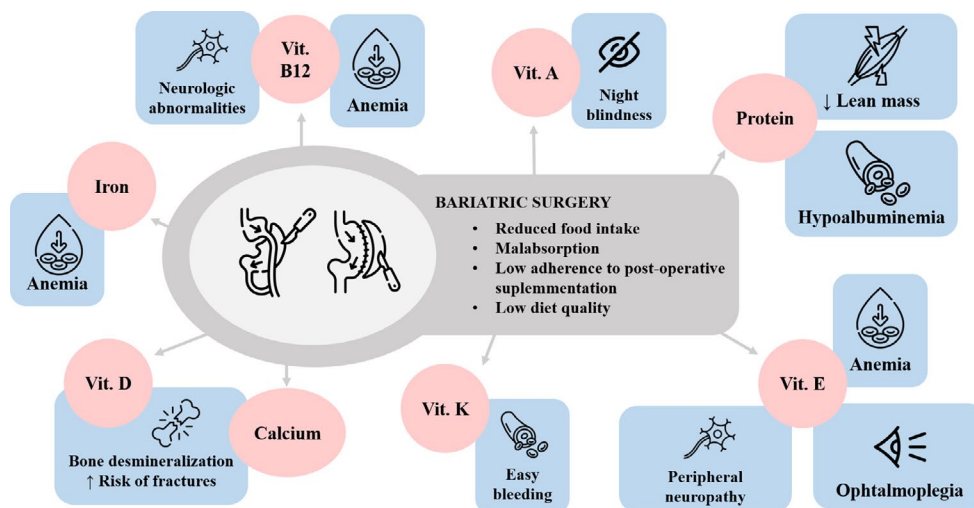 Vit.
B12
Neurologic
abnormalities
Anemia
Vit. A
Night
blindness
Protein
↓ Lean mass
Hypoalbuminemia
Iron
Anemia
BARIATRIC SURGERY
• Reduced food intake
• Malabsorption
• Low adherence to post-operative
suplemmentation
• Low diet quality
Vit. D
Bone desmineralization
↑ Risk of fractures
Calcium
Vit. K
Easy
bleeding
Vit. E
Anemia
Peripheral
neuropathy
Ophtalmoplegia